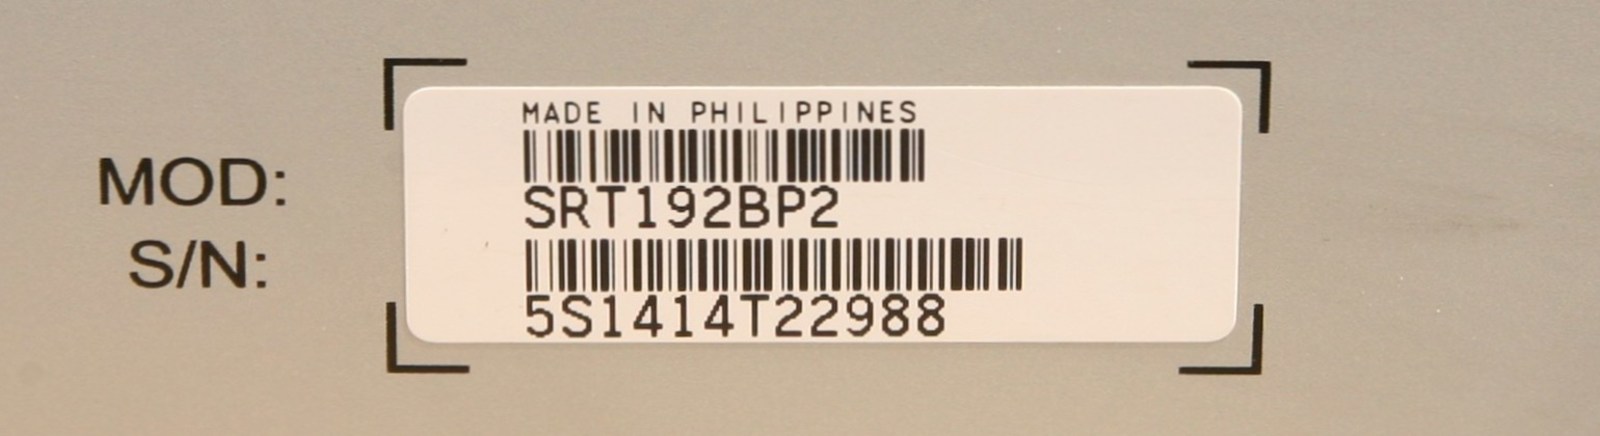 MADE IN PHILIPPINES
MOD: SRT192BP2
S/N: 5S1414T22988